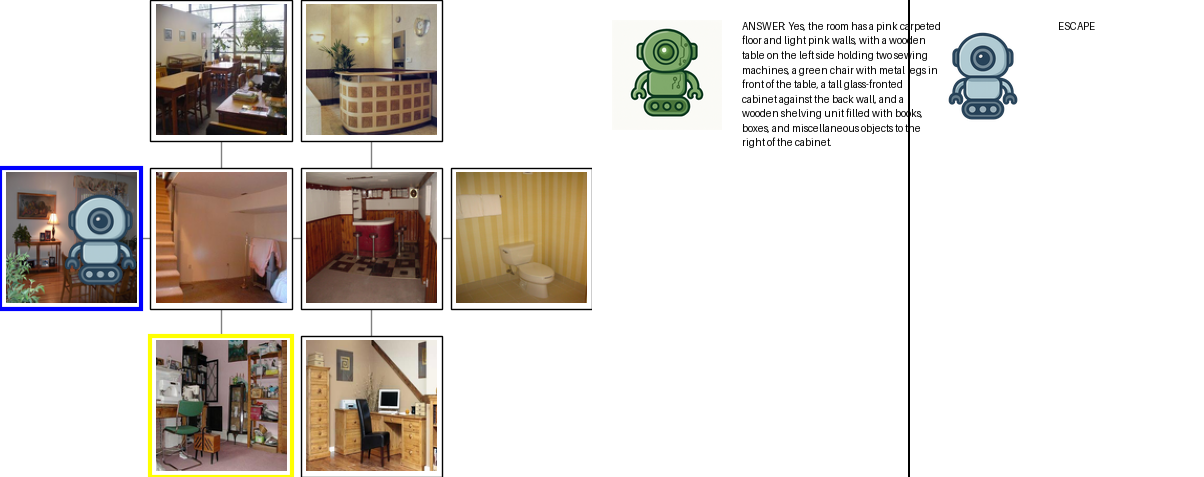 ANSWER: Yes, the room has a pink carpeted
floor and light pink walls, with a wooden
table on the left side holding two sewing
machines, a green chair with metal legs in
front of the table, a tall glass-fronted
cabinet against the back wall, and a
wooden shelving unit filled with books,
boxes, and miscellaneous objects to the
right of the cabinet.
ESCAPE